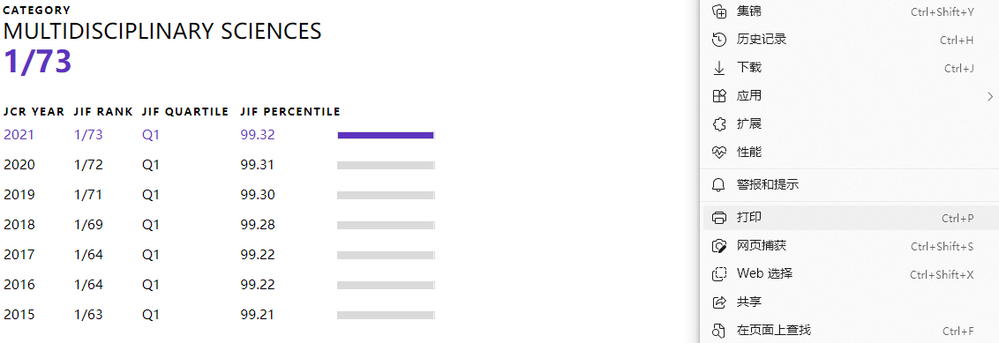 CATEGORY
MULTIDISCIPLINARY SCIENCES
1/73
JCR YEAR JIF RANK JIF QUARTILE JIF PERCENTILE
2021 1/73 Q1 99.32
2020 1/72 Q1 99.31
2019 1/71 Q1 99.30
2018 1/69 Q1 99.28
2017 1/64 Q1 99.22
2016 1/64 Q1 99.22
2015 1/63 Q1 99.21
集锦 Ctrl+Shift+Y
历史记录 Ctrl+H
下载 Ctrl+J
应用
扩展
性能
警报和提示
打印 Ctrl+P
网页捕获 Ctrl+Shift+S
Web 选择 Ctrl+Shift+X
共享
在页面上查找 Ctrl+F